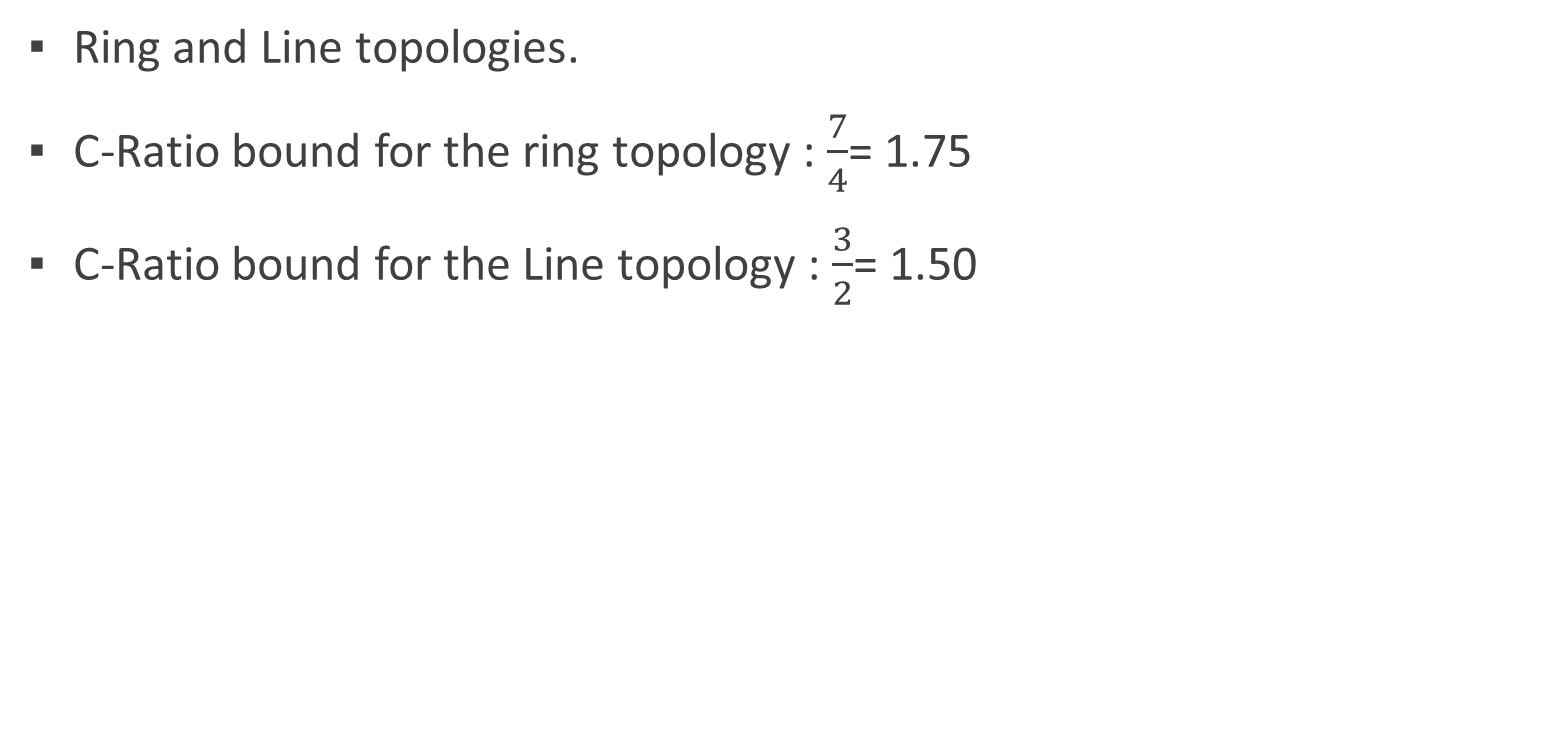 ▪ Ring and Line topologies.
▪ C-Ratio bound for the ring topology : 7/4= 1.75
▪ C-Ratio bound for the Line topology : 3/2= 1.50